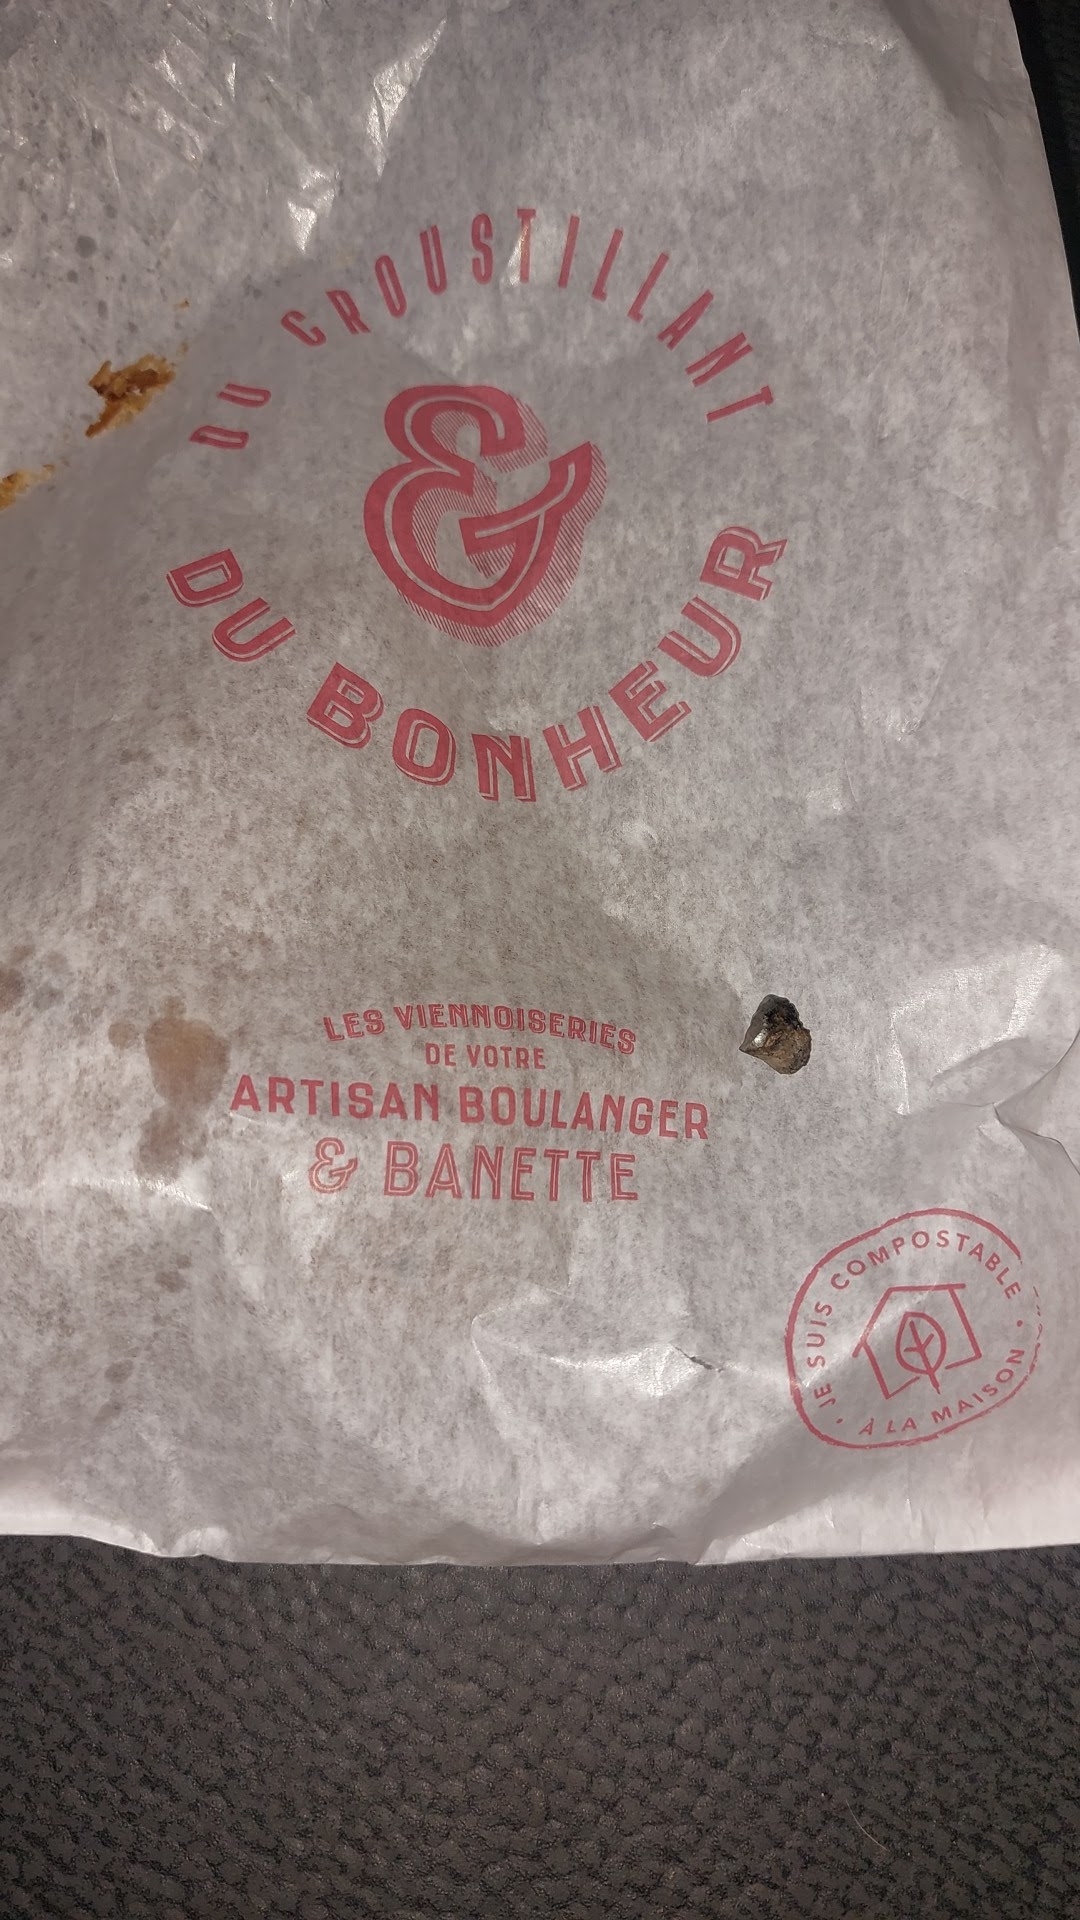 DU CROUSTILLANT
&
DU BONHEUR
LES VIENNOISERIES
DE VOTRE
ARTISAN BOULANGER
& BANETTE
• JE SUIS COMPOSTABLE •
À LA MAISON